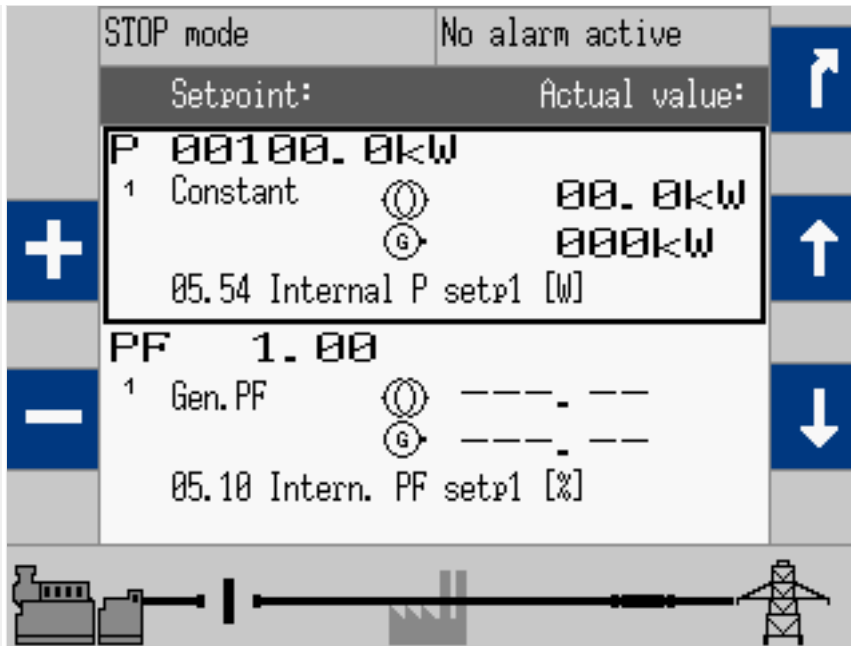 STOP mode No alarm active
Setpoint: Actual value:
P 00100.0kW
1 Constant 00.0kW
G 000kW
05.54 Internal P setp1 [W]
PF 1.00
1 Gen.PF ---.--
G ---.--
05.10 Intern. PF setp1 [%]